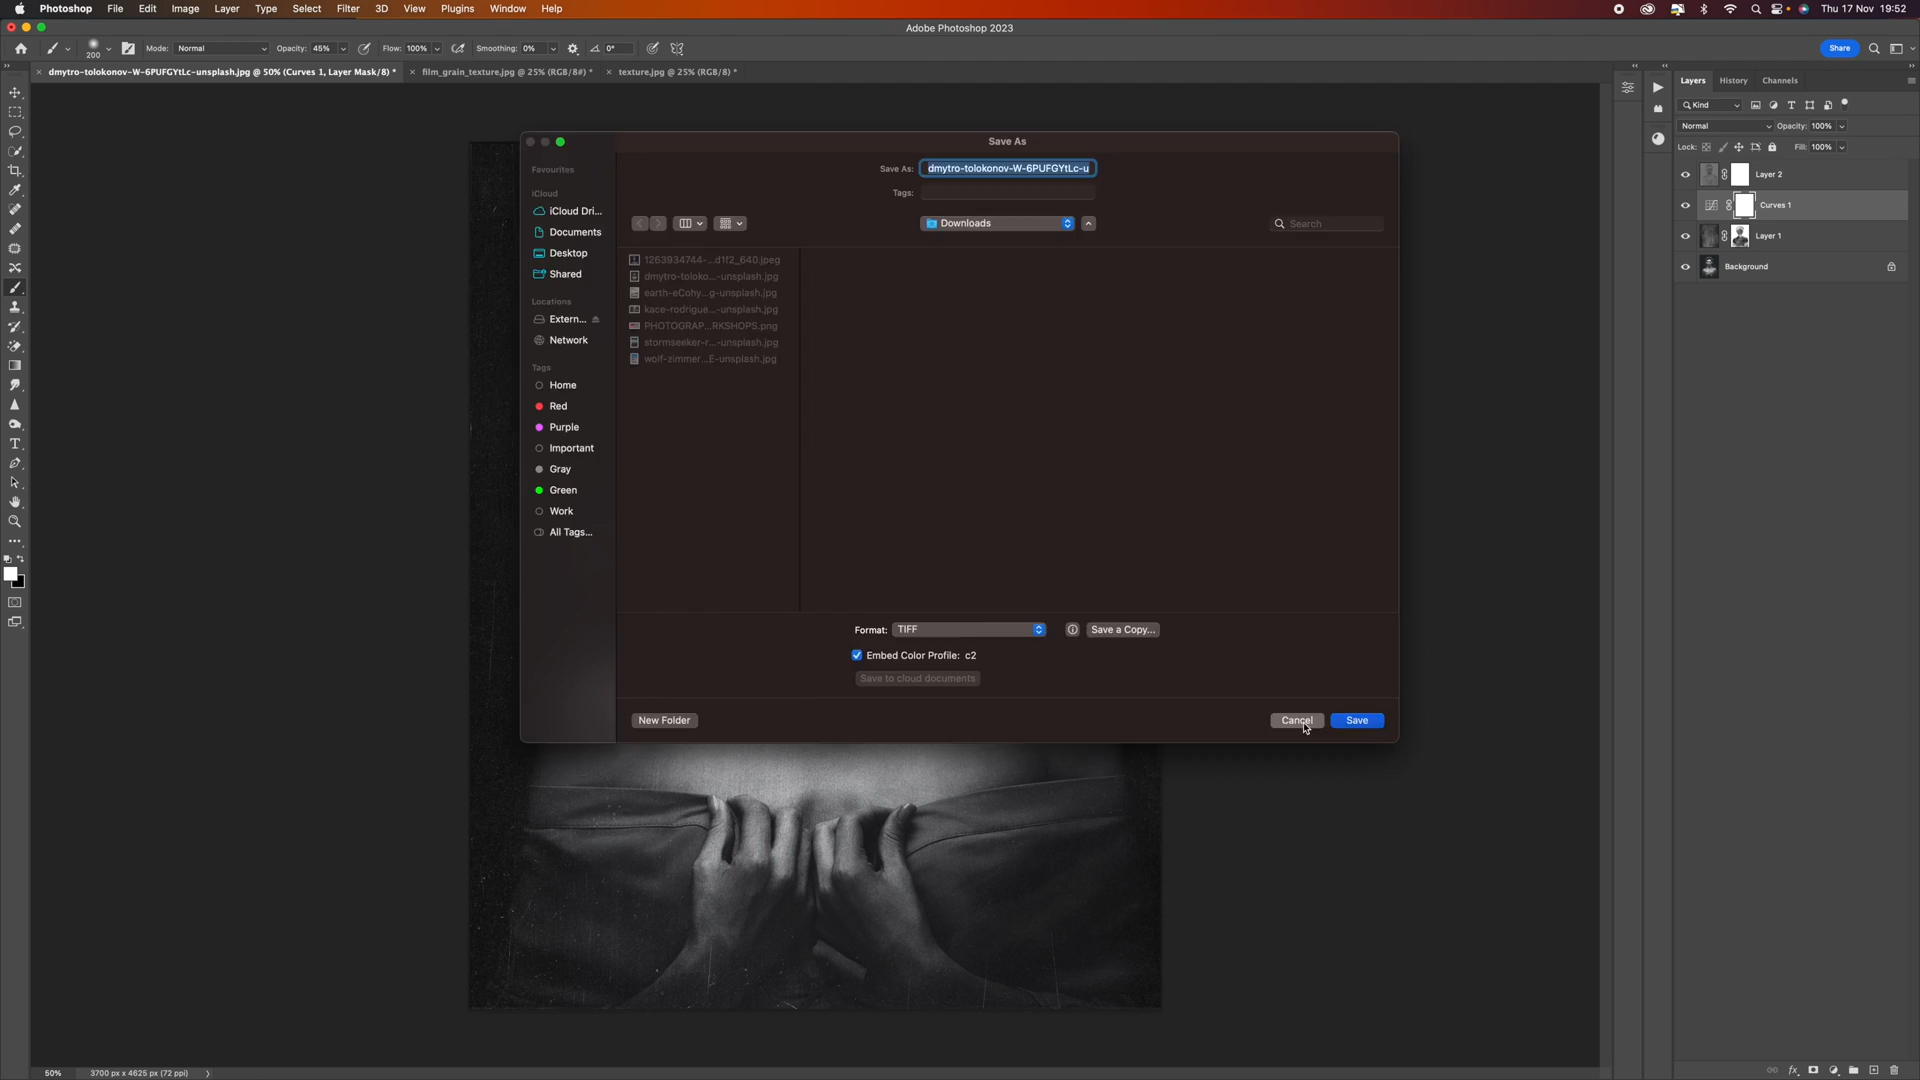 Photoshop File Edit Image Layer Type Select Filter 3D View Plugins Window Help Thu 17 Nov 19:52
Adobe Photoshop 2023
200 Mode: Normal Opacity: 45% Flow: 100% Smoothing: 0% 0° Share
dmytro-tolokonov-W-6PUFGYtLc-unsplash.jpg @ 50% (Curves 1, Layer Mask/8) * film_grain_texture.jpg @ 25% (RGB/8#) * texture.jpg @ 25% (RGB/8) *
Layers History Channels
Kind
Normal Opacity: 100%
Lock: Fill: 100%
Layer 2
Curves 1
Layer 1
Background
Save As
Save As: dmytro-tolokonov-W-6PUFGYtLc-u
Tags:
Downloads Search
Favourites
iCloud
iCloud Dri...
Documents
Desktop
Shared
Locations
Extern...
Network
Tags
Home
Red
Purple
Important
Gray
Green
Work
All Tags...
1263934744-...d1f2_640.jpeg
dmytro-toloko...-unsplash.jpg
earth-eCohy...g-unsplash.jpg
kace-rodrigue...-unsplash.jpg
PHOTOGRAP...RKSHOPS.png
stormseeker-r...-unsplash.jpg
wolf-zimmer...E-unsplash.jpg
Format: TIFF Save a Copy...
Embed Color Profile: c2
Save to cloud documents
New Folder Cancel Save
50% 3700 px x 4625 px (72 ppi)